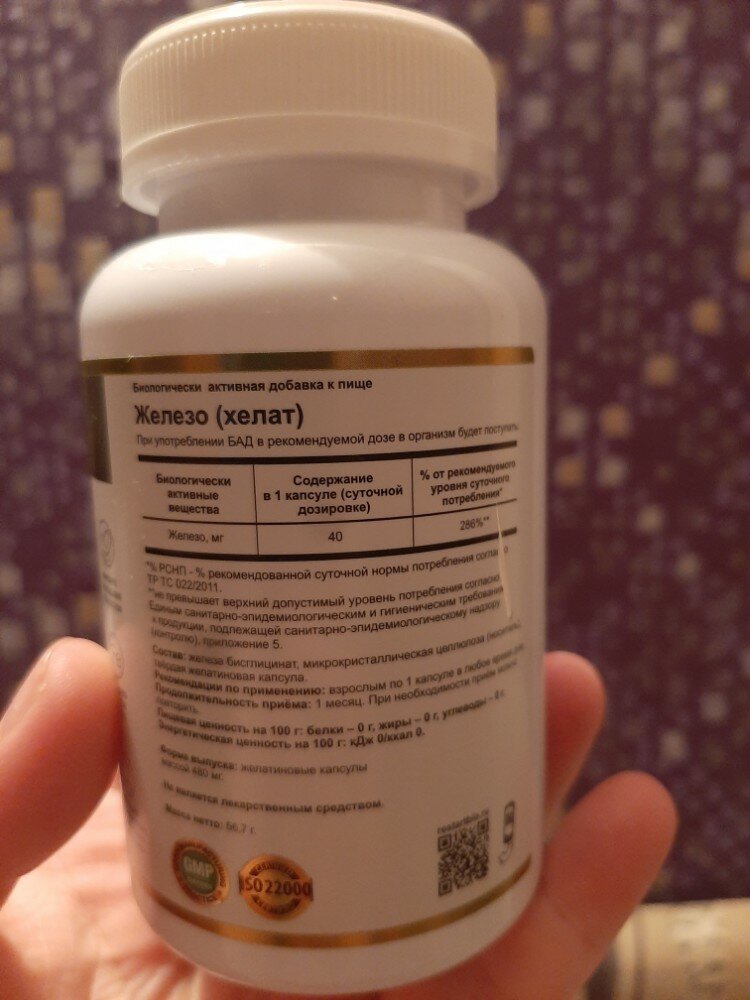 Биологически активная добавка к пище
Железо (хелат)
При употреблении БАД в рекомендуемой дозе в организм будет поступать:
Биологически активные вещества
Содержание в 1 капсуле (суточной дозировке)
% от рекомендуемого уровня суточного потребления*
Железо, мг
40
286%**
*% РСНП - % рекомендованной суточной нормы потребления согласно
ТР ТС 022/2011.
**не превышает верхний допустимый уровень потребления согласно
Единым санитарно-эпидемиологическим и гигиеническим требованиям
к продукции, подлежащей санитарно-эпидемиологическому надзору
(контролю), приложение 5.
Состав: железа бисглицинат, микрокристаллическая целлюлоза (носитель),
твёрдая желатиновая капсула.
Рекомендации по применению: взрослым по 1 капсуле в любое время дня.
Продолжительность приёма: 1 месяц. При необходимости приём можно
повторить.
Пищевая ценность на 100 г: белки – 0 г, жиры – 0 г, углеводы – 0 г.
Энергетическая ценность на 100 г: кДж 0/ккал 0.
Форма выпуска: желатиновые капсулы
массой 480 мг.
Не является лекарственным средством.
Масса нетто: 56,7 г.
GMP
ISO 22000